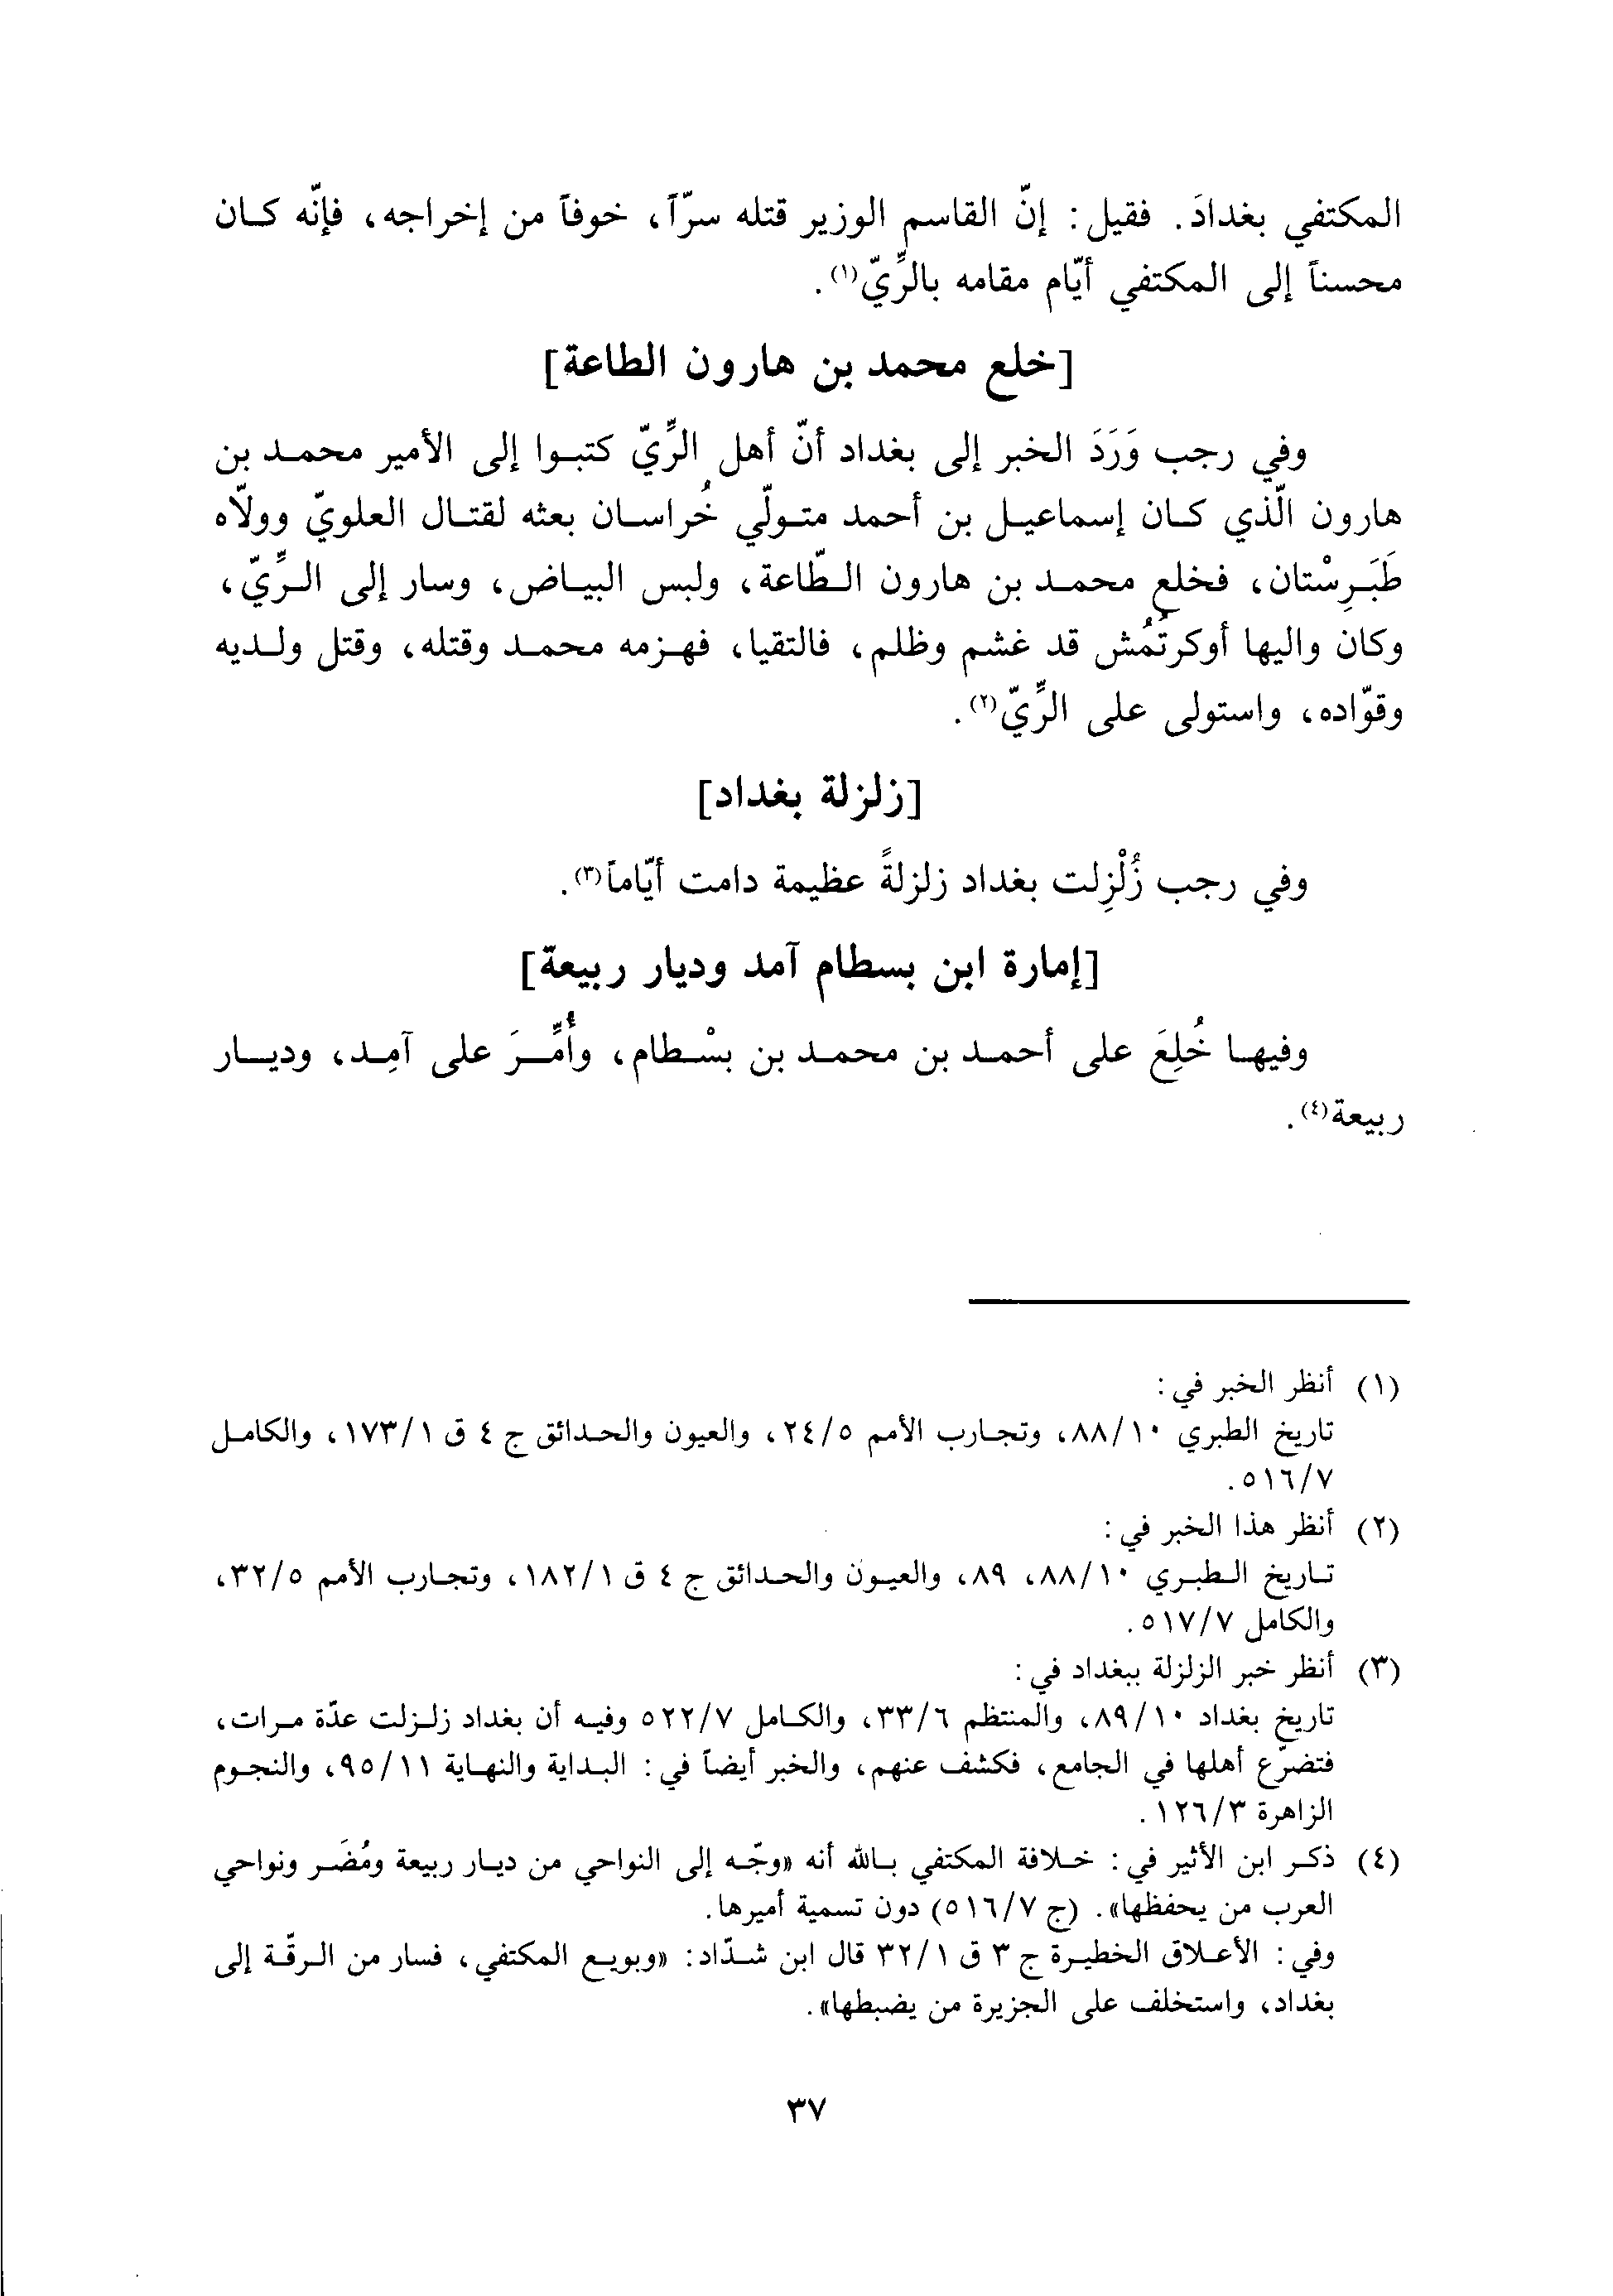 المكتفي بغدادَ. فقيل: إنّ القاسم الوزير قتله سرّاً، خوفاً من إخراجه، فإنّه كان
محسناً إلى المكتفي أيّام مقامه بالرِّيّ(١).
[خلع محمد بن هارون الطاعة]
وفي رجب وَرَدَ الخبر إلى بغداد أنّ أهل الرِّيّ كتبوا إلى الأمير محمد بن
هارون الّذي كان إسماعيل بن أحمد متولّي خُراسان بعثه لقتال العلويّ وولاّه
طَبَرِسْتان، فخلع محمد بن هارون الطّاعة، ولبس البياض، وسار إلى الرِّيّ،
وكان واليها أوكرتُمُش قد غشم وظلم، فالتقيا، فهزمه محمد وقتله، وقتل ولديه
وقوّاده، واستولى على الرِّيّ(٢).
[زلزلة بغداد]
وفي رجب زُلْزِلت بغداد زلزلةً عظيمة دامت أيّاماً(٣).
[إمارة ابن بسطام آمد وديار ربيعة]
وفيها خُلِعَ على أحمد بن محمد بن بسْطام، وأُمِّرَ على آمِد، وديار
ربيعة(٤).
(١) أنظر الخبر في:
تاريخ الطبري ٨٨/١٠، وتجارب الأمم ٢٤/٥، والعيون والحدائق ج ٤ ق ١٧٣/١، والكامل
٥١٦/٧.
(٢) أنظر هذا الخبر في:
تاريخ الطبري ٨٨/١٠، ٨٩، والعيون والحدائق ج ٤ ق ١٨٢/١، وتجارب الأمم ٣٢/٥،
والكامل ٥١٧/٧.
(٣) أنظر خبر الزلزلة ببغداد في:
تاريخ بغداد ٨٩/١٠، والمنتظم ٣٣/٦، والكامل ٥٢٢/٧ وفيه أن بغداد زلزلت عدّة مرات،
فتضرّع أهلها في الجامع، فكشف عنهم، والخبر أيضاً في: البداية والنهاية ٩٥/١١، والنجوم
الزاهرة ١٢٦/٣.
(٤) ذكر ابن الأثير في: خلافة المكتفي بالله أنه «وجّه إلى النواحي من ديار ربيعة ومُضَر ونواحي
العرب من يحفظها». (ج ٥١٦/٧) دون تسمية أميرها.
وفي: الأعلاق الخطيرة ج ٣ ق ٣٢/١ قال ابن شدّاد: «وبويع المكتفي، فسار من الرقّة إلى
بغداد، واستخلف على الجزيرة من يضبطها».
٣٧